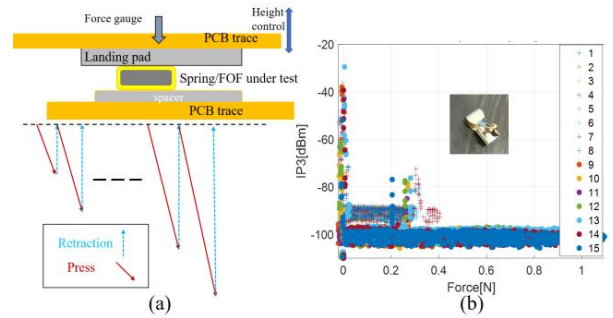 Force gauge
Height
control
PCB trace
Landing pad
Spring/FOF under test
spacer
PCB trace
Retraction
Press
(a)
IP3[dBm]
-20
-40
-60
-80
-100
0
0.2
0.4
0.6
0.8
1
Force[N]
1
2
3
4
5
6
7
8
9
10
11
12
13
14
15
(b)